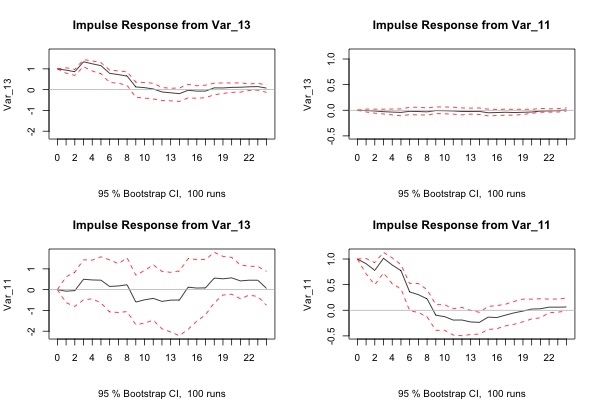 Impulse Response from Var_13
Var_13
1
0
-1
-2
0 2 4 6 8 10 13 16 19 22
95 % Bootstrap CI, 100 runs
Impulse Response from Var_11
Var_13
1.0
0.5
0.0
-0.5
0 2 4 6 8 10 13 16 19 22
95 % Bootstrap CI, 100 runs
Impulse Response from Var_13
Var_11
1
0
-1
-2
0 2 4 6 8 10 13 16 19 22
95 % Bootstrap CI, 100 runs
Impulse Response from Var_11
Var_11
1.0
0.5
0.0
-0.5
0 2 4 6 8 10 13 16 19 22
95 % Bootstrap CI, 100 runs